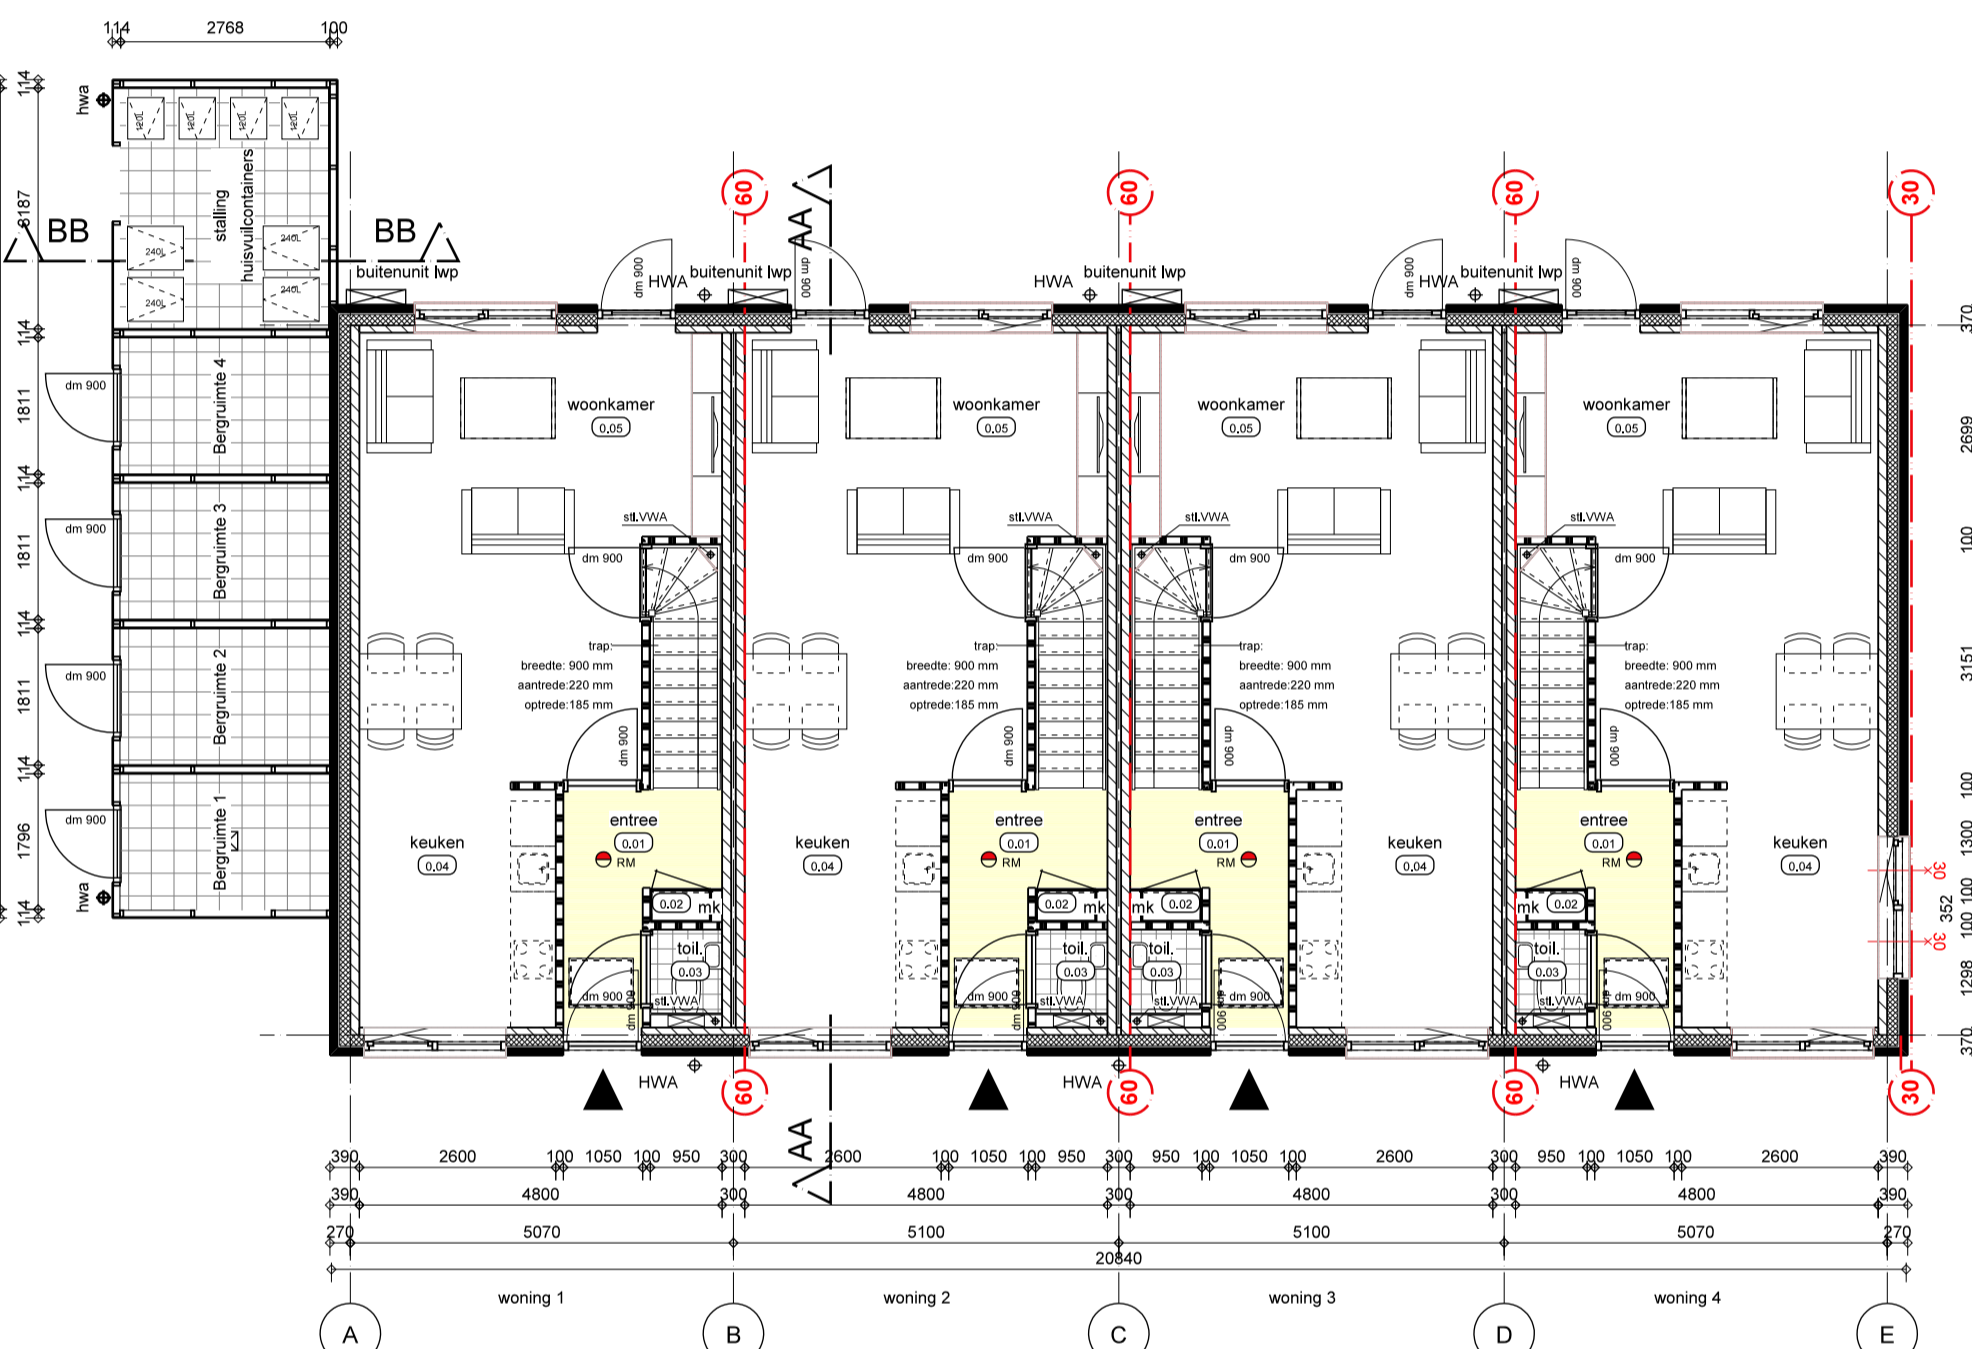 114 2768 100
114
8187
114
1811
114
1811
114
1811
114
1796
114
hwa
120L 120L 120L 120L
stalling
huisvuilcontainers
240L 240L
240L 240L
BB BB
AA
60 60 60 30
buitenunit lwp HWA buitenunit lwp HWA buitenunit lwp HWA buitenunit lwp
dm 900 dm 900 dm 900 dm 900
Bergruimte 4
dm 900
Bergruimte 3
dm 900
Bergruimte 2
dm 900
Bergruimte 1
dm 900
hwa
woonkamer woonkamer woonkamer woonkamer
0.05 0.05 0.05 0.05
stl.VWA stl.VWA stl.VWA stl.VWA
dm 900 dm 900 dm 900 dm 900
trap: trap: trap: trap:
breedte: 900 mm breedte: 900 mm breedte: 900 mm breedte: 900 mm
aantrede:220 mm aantrede:220 mm aantrede:220 mm aantrede:220 mm
optrede:185 mm optrede:185 mm optrede:185 mm optrede:185 mm
dm 900 dm 900 dm 900 dm 900
entree entree entree entree
0.01 0.01 0.01 0.01
RM RM RM RM
keuken keuken keuken keuken
0.04 0.04 0.04 0.04
0.02 mk 0.02 mk mk 0.02 mk 0.02
toil. toil. toil. toil.
0.03 0.03 0.03 0.03
dm 900 dm 900 dm 900 dm 900
stl.VWA stl.VWA stl.VWA stl.VWA
dm 900 dm 900 dm 900 dm 900
370
2699
100
3151
100
1300
100
352
100
1298
370
30
30
HWA HWA HWA
60 60 60 30
AA
390 2600 100 1050 100 950 300 2600 100 1050 100 950 300 950 100 1050 100 2600 300 950 100 1050 100 2600 390
390 4800 300 4800 300 4800 300 4800 390
270 5070 5100 5100 5070 270
20840
woning 1 woning 2 woning 3 woning 4
A B C D E